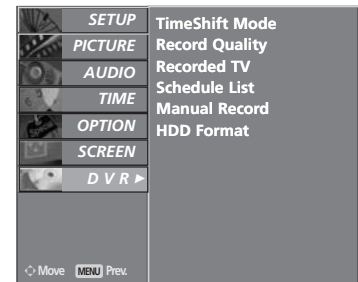 SETUP
PICTURE
AUDIO
TIME
OPTION
SCREEN
D V R ►
TimeShift Mode
Record Quality
Recorded TV
Schedule List
Manual Record
HDD Format
Move MENU Prev.